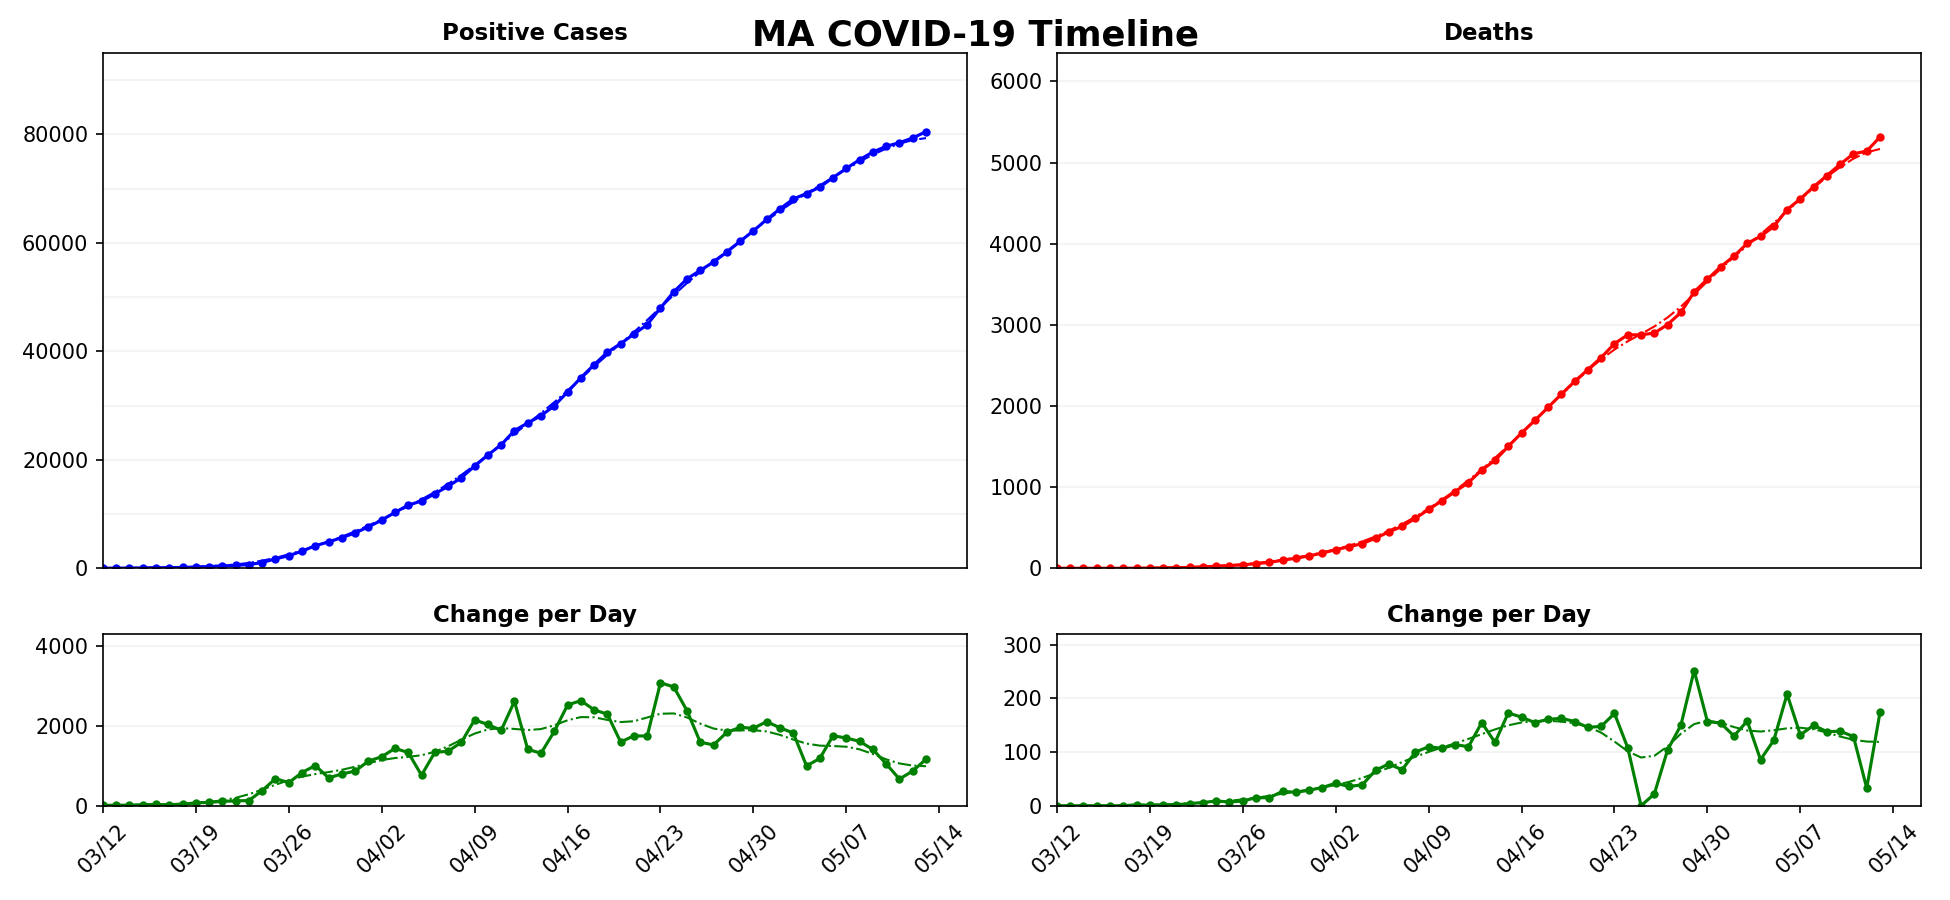 MA COVID-19 Timeline
Positive Cases
80000
60000
40000
20000
0
Deaths
6000
5000
4000
3000
2000
1000
0
Change per Day
4000
2000
0
03/12 03/19 03/26 04/02 04/09 04/16 04/23 04/30 05/07 05/14
Change per Day
300
200
100
0
03/12 03/19 03/26 04/02 04/09 04/16 04/23 04/30 05/07 05/14